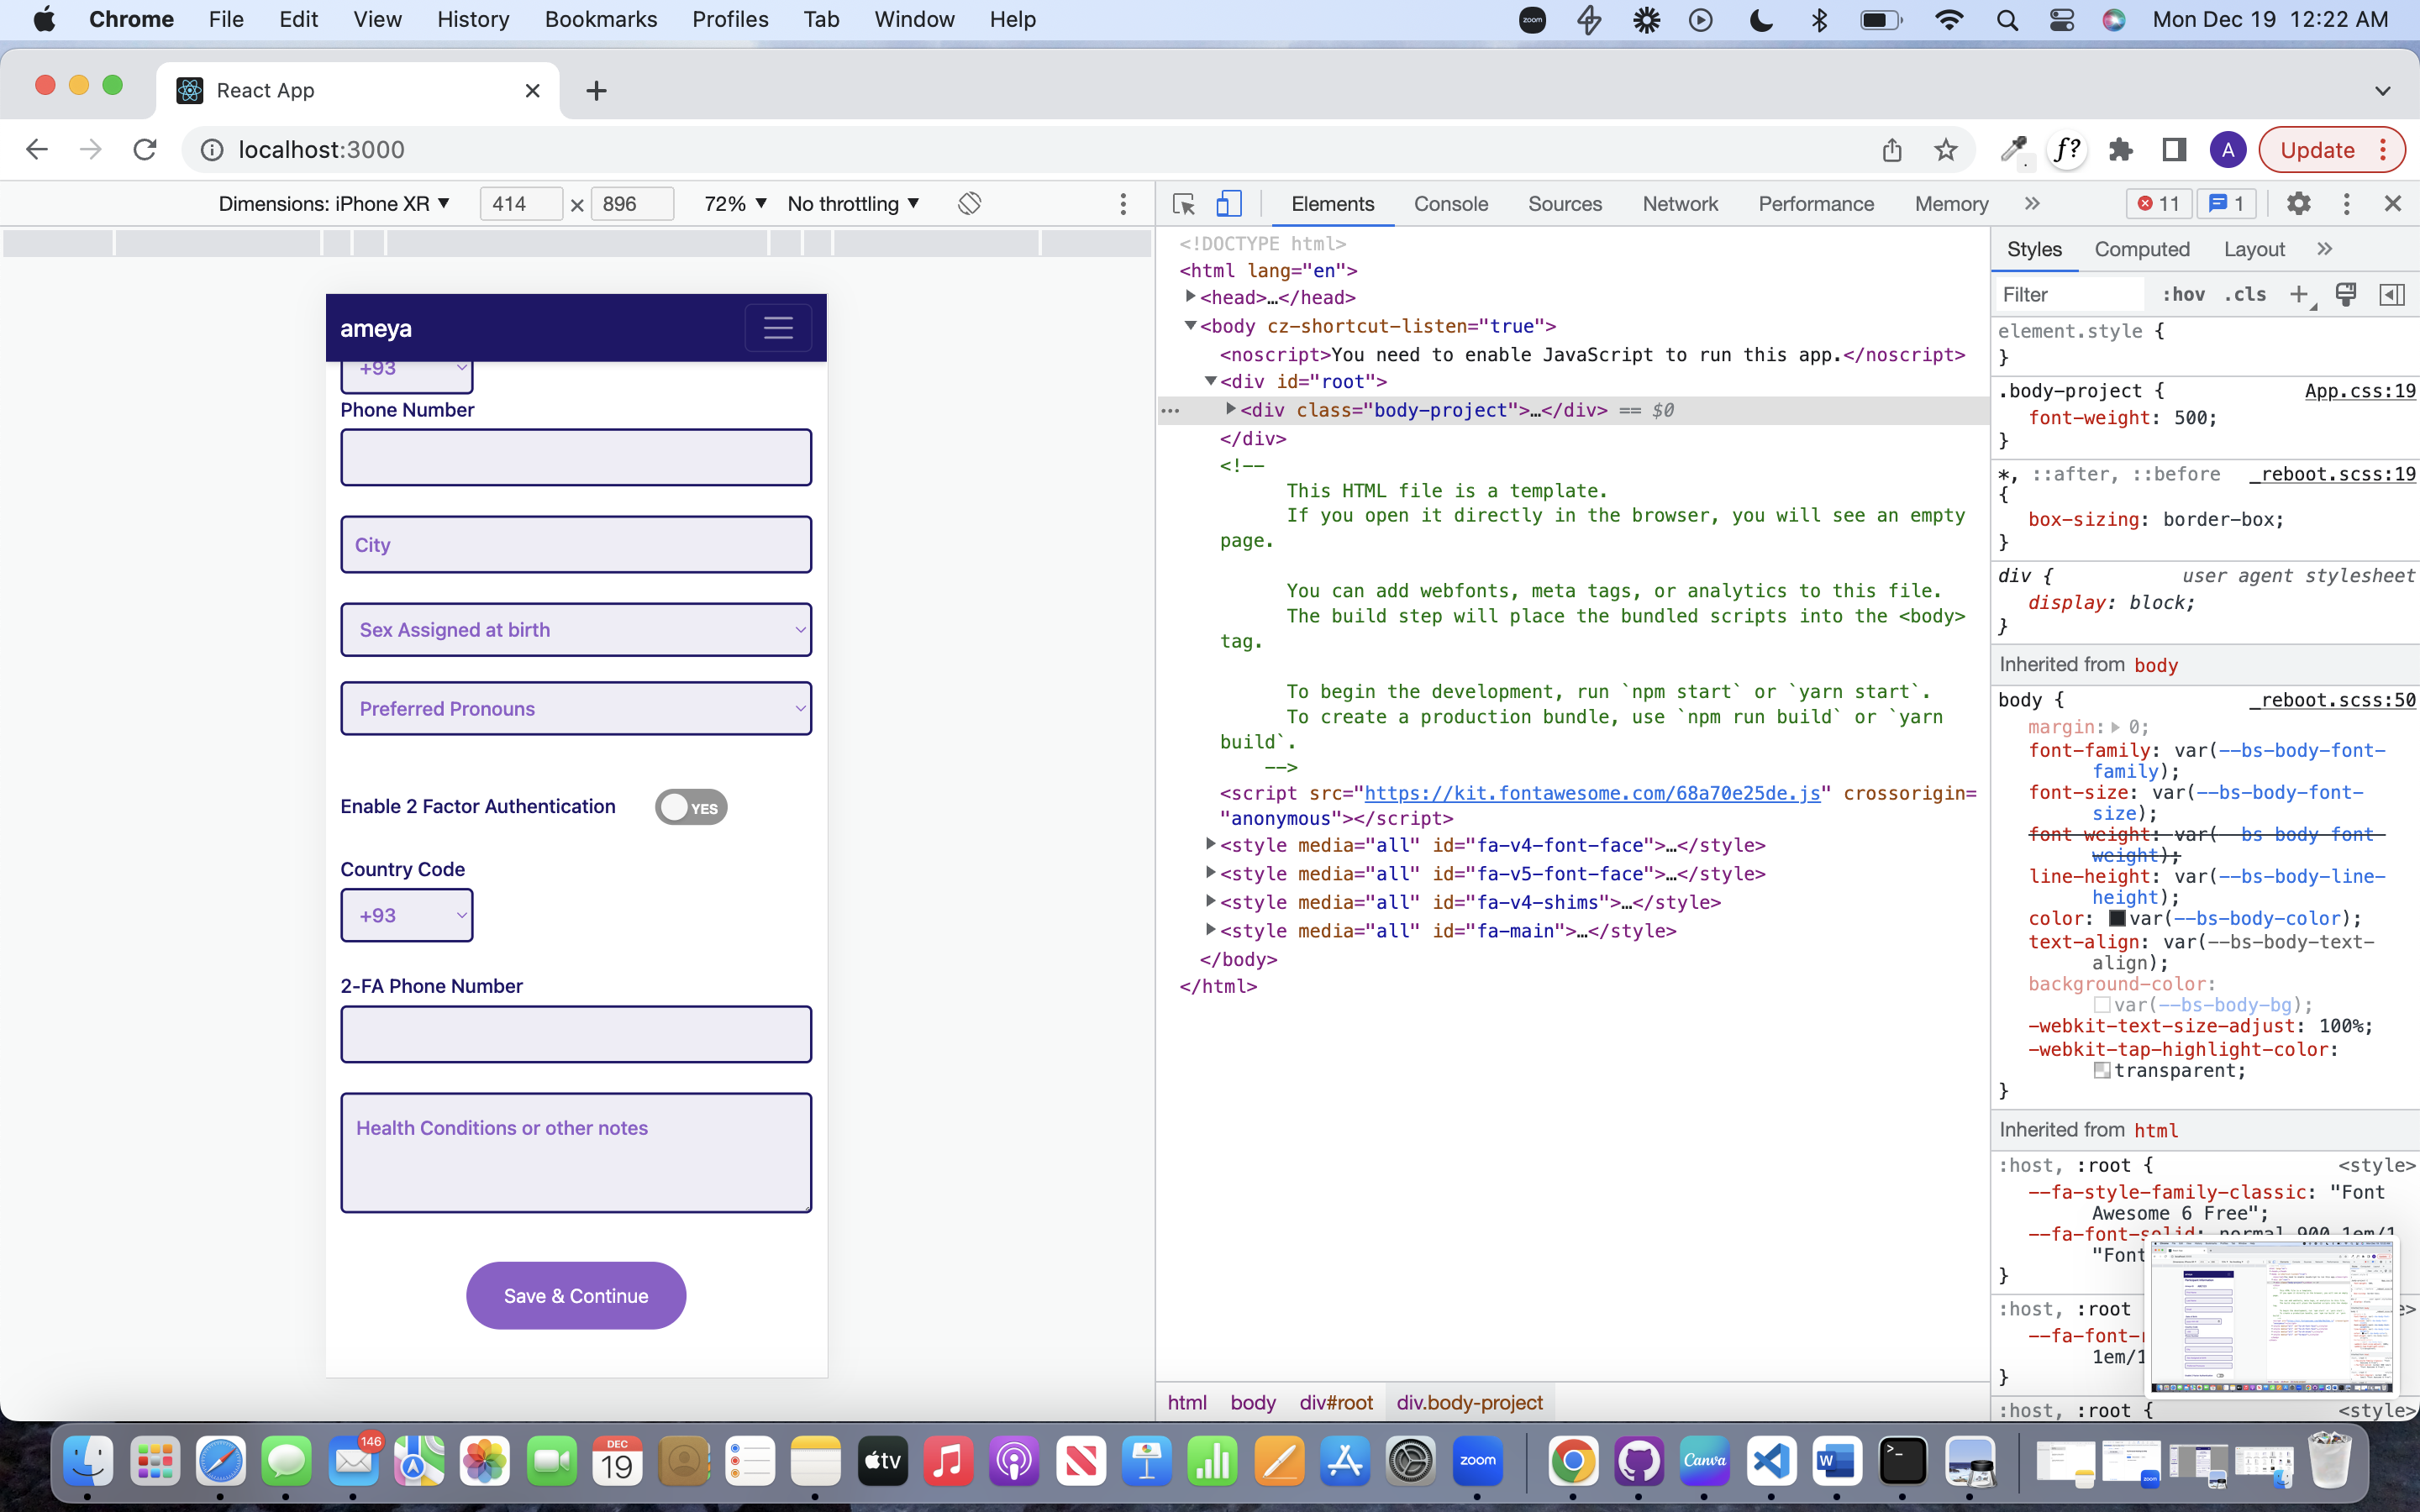 Chrome File Edit View History Bookmarks Profiles Tab Window Help
zoom
Mon Dec 19 12:22 AM
React App
localhost:3000
f?
A
Update
Dimensions: iPhone XR
414 × 896
72%
No throttling
Elements Console Sources Network Performance Memory
11
1
ameya
+93
Phone Number
City
Sex Assigned at birth
Preferred Pronouns
Enable 2 Factor Authentication
YES
Country Code
+93
2-FA Phone Number
Health Conditions or other notes
Save & Continue
<!DOCTYPE html>
<html lang="en">
<head>…</head>
<body cz-shortcut-listen="true">
<noscript>You need to enable JavaScript to run this app.</noscript>
<div id="root">
<div class="body-project">…</div> == $0
</div>
<!--
This HTML file is a template.
If you open it directly in the browser, you will see an empty
page.
You can add webfonts, meta tags, or analytics to this file.
The build step will place the bundled scripts into the <body>
tag.
To begin the development, run `npm start` or `yarn start`.
To create a production bundle, use `npm run build` or `yarn
build`.
-->
<script src="https://kit.fontawesome.com/68a70e25de.js" crossorigin=
"anonymous"></script>
<style media="all" id="fa-v4-font-face">…</style>
<style media="all" id="fa-v5-font-face">…</style>
<style media="all" id="fa-v4-shims">…</style>
<style media="all" id="fa-main">…</style>
</body>
</html>
html body div#root div.body-project
Styles Computed Layout
Filter
:hov .cls
element.style {
}
.body-project { App.css:19
font-weight: 500;
}
*, ::after, ::before _reboot.scss:19
{
box-sizing: border-box;
}
div { user agent stylesheet
display: block;
}
Inherited from body
body { _reboot.scss:50
margin: 0;
font-family: var(--bs-body-font-
family);
font-size: var(--bs-body-font-
size);
font-weight: var(--bs-body-font-
weight);
line-height: var(--bs-body-line-
height);
color: var(--bs-body-color);
text-align: var(--bs-body-text-
align);
background-color:
var(--bs-body-bg);
-webkit-text-size-adjust: 100%;
-webkit-tap-highlight-color:
transparent;
}
Inherited from html
:host, :root { <style>
--fa-style-family-classic: "Font
Awesome 6 Free";
--fa-font-solid: normal 900 1em/1
"Font
}
:host, :root
--fa-font-
1em/1
}
:host, :root { <style>
146
DEC
19
tv
zoom
Canva
W
>_